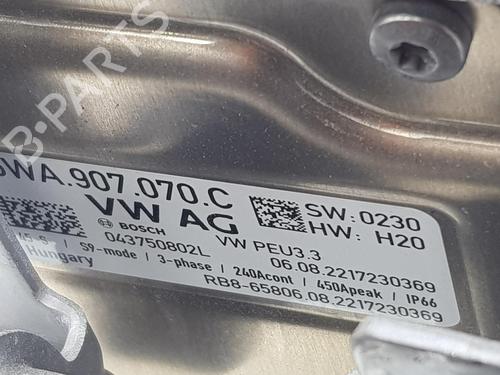 B-PARTS
WA.907.070.C
SW: 0230
VW AG
HW: H20
BOSCH
VW PEU3.3
043750802L
06.08.2217230369
S9-mode / 3-phase / 240Acont / 450Apeak / IP66
Hungary
RB8-65806.08.2217230369